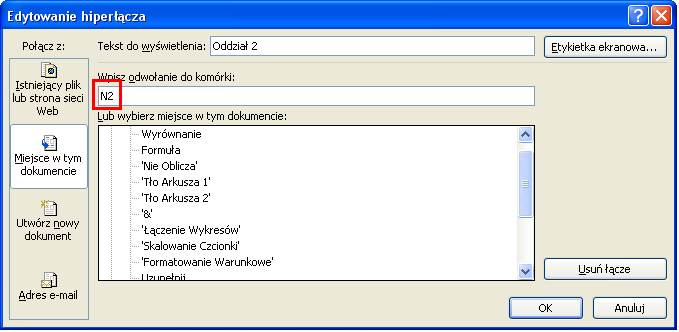 Edytowanie hiperłącza
Połącz z:
Tekst do wyświetlenia: Oddział 2
Etykietka ekranowa...
Istniejący plik
lub strona sieci
Web
Miejsce w tym
dokumencie
Utwórz nowy
dokument
Adres e-mail
Wpisz odwołanie do komórki:
N2
Lub wybierz miejsce w tym dokumencie:
Wyrównanie
Formuła
'Nie Oblicza'
'Tło Arkusza 1'
'Tło Arkusza 2'
'&'
'Łączenie Wykresów'
'Skalowanie Czcionki'
'Formatowanie Warunkowe'
Uzupełnij
Usuń łącze
OK
Anuluj